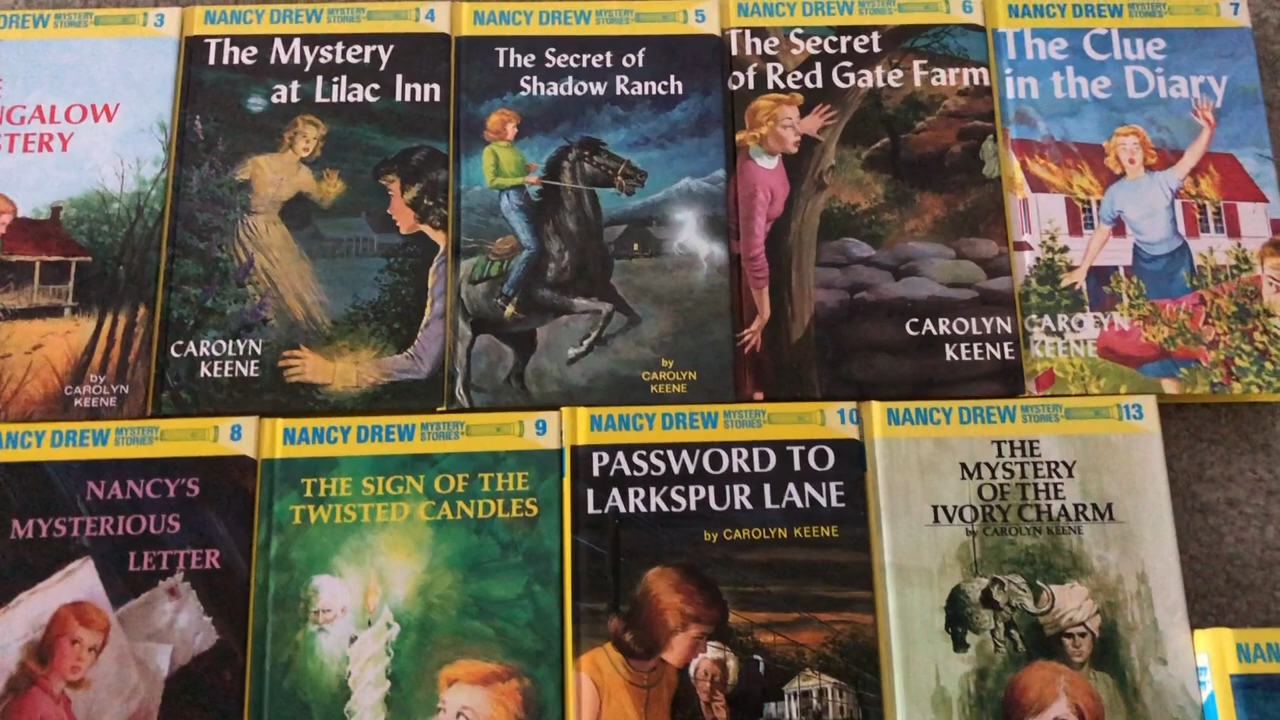 DREW MYSTERY STORIES 3
NGALOW
STERY
by
CAROLYN
KEENE
NANCY DREW MYSTERY STORIES 4
The Mystery
at Lilac Inn
CAROLYN
KEENE
NANCY DREW MYSTERY STORIES 5
The Secret of
Shadow Ranch
by
CAROLYN
KEENE
NANCY DREW MYSTERY STORIES 6
The Secret
of Red Gate Farm
CAROLYN
KEENE
NANCY DREW MYSTERY STORIES 7
The Clue
in the Diary
CAROLYN
KEENE
NANCY DREW MYSTERY STORIES 8
NANCY'S
MYSTERIOUS
LETTER
NANCY DREW MYSTERY STORIES 9
THE SIGN OF THE
TWISTED CANDLES
NANCY DREW MYSTERY STORIES 10
PASSWORD TO
LARKSPUR LANE
by CAROLYN KEENE
NANCY DREW MYSTERY STORIES 13
THE
MYSTERY
OF THE
IVORY CHARM
by CAROLYN KEENE
NAN